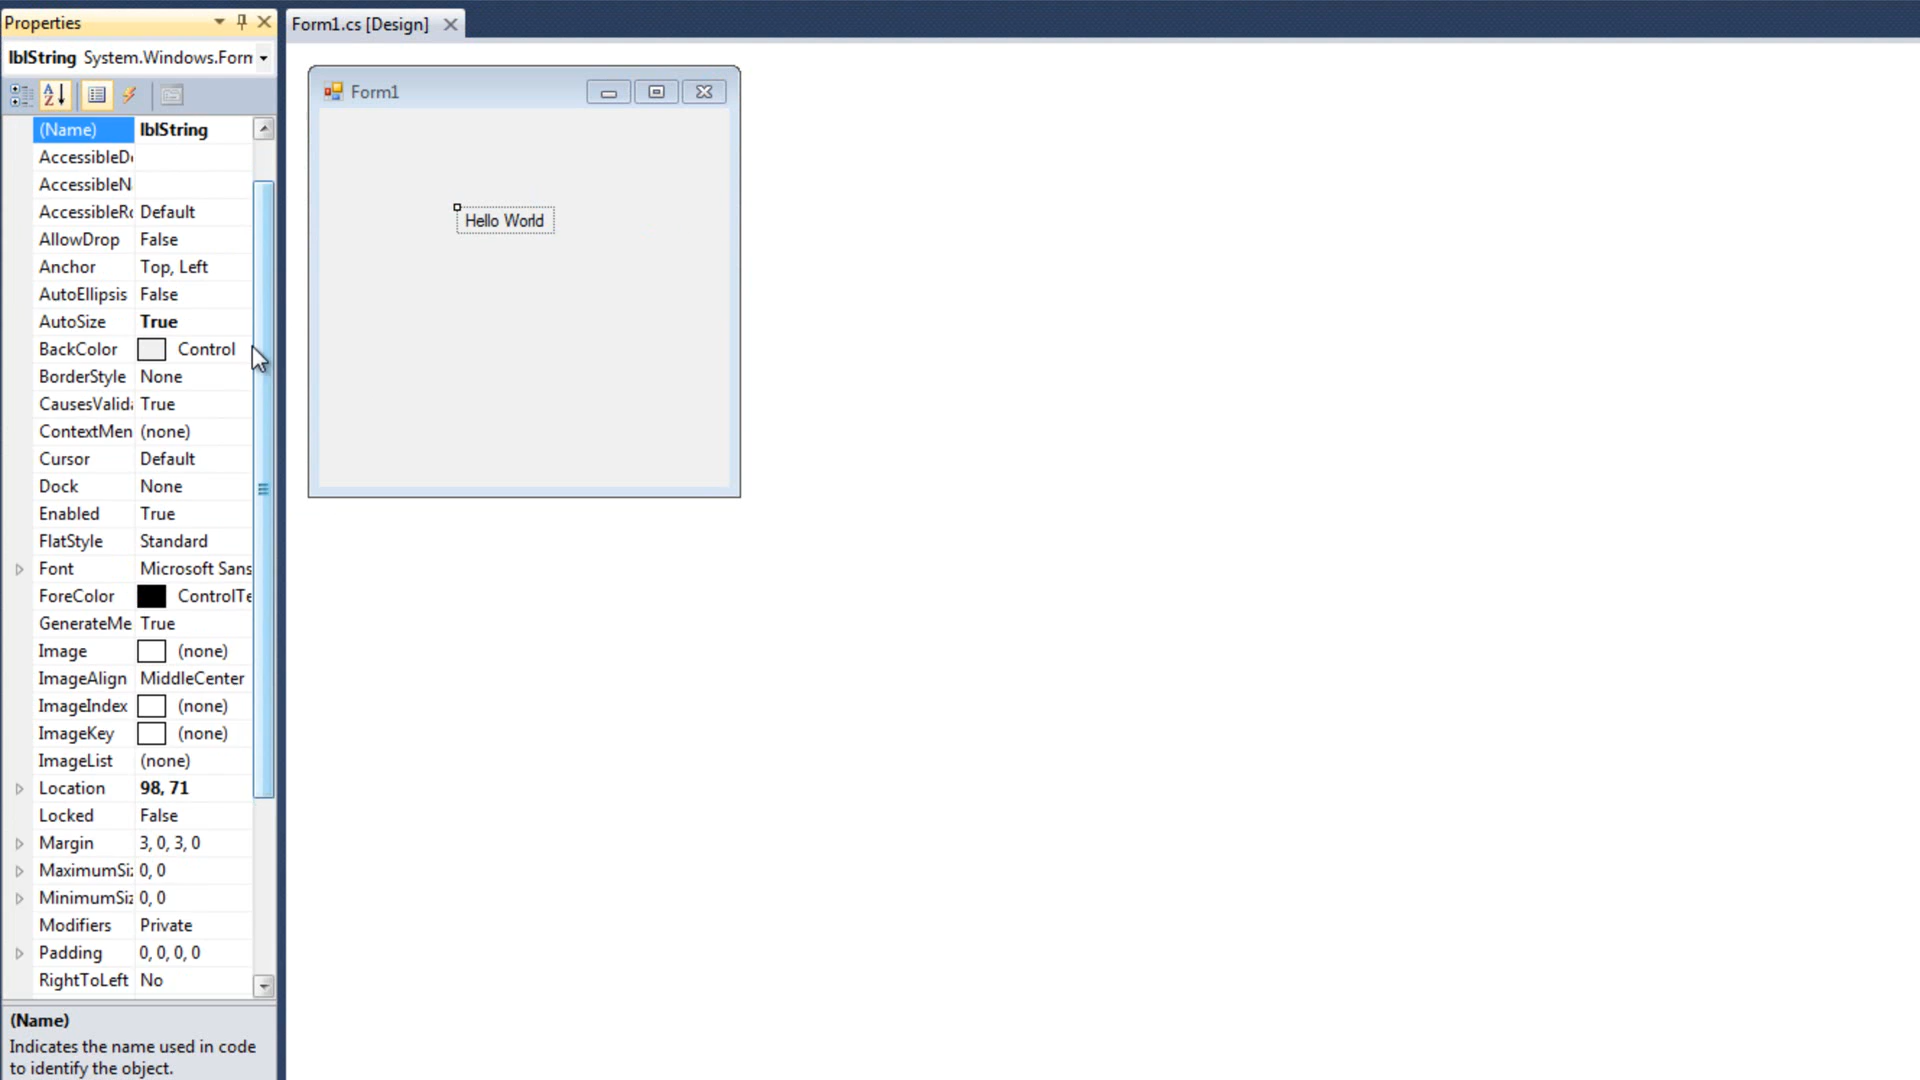 Properties
lblString System.Windows.Forn
(Name) lblString
AccessibleD
AccessibleN
AccessibleRo Default
AllowDrop False
Anchor Top, Left
AutoEllipsis False
AutoSize True
BackColor Control
BorderStyle None
CausesValida True
ContextMen (none)
Cursor Default
Dock None
Enabled True
FlatStyle Standard
Font Microsoft Sans
ForeColor ControlTe
GenerateMe True
Image (none)
ImageAlign MiddleCenter
ImageIndex (none)
ImageKey (none)
ImageList (none)
Location 98, 71
Locked False
Margin 3, 0, 3, 0
MaximumSiz 0, 0
MinimumSiz 0, 0
Modifiers Private
Padding 0, 0, 0, 0
RightToLeft No
(Name)
Indicates the name used in code
to identify the object.
Form1.cs [Design]
Form1
Hello World